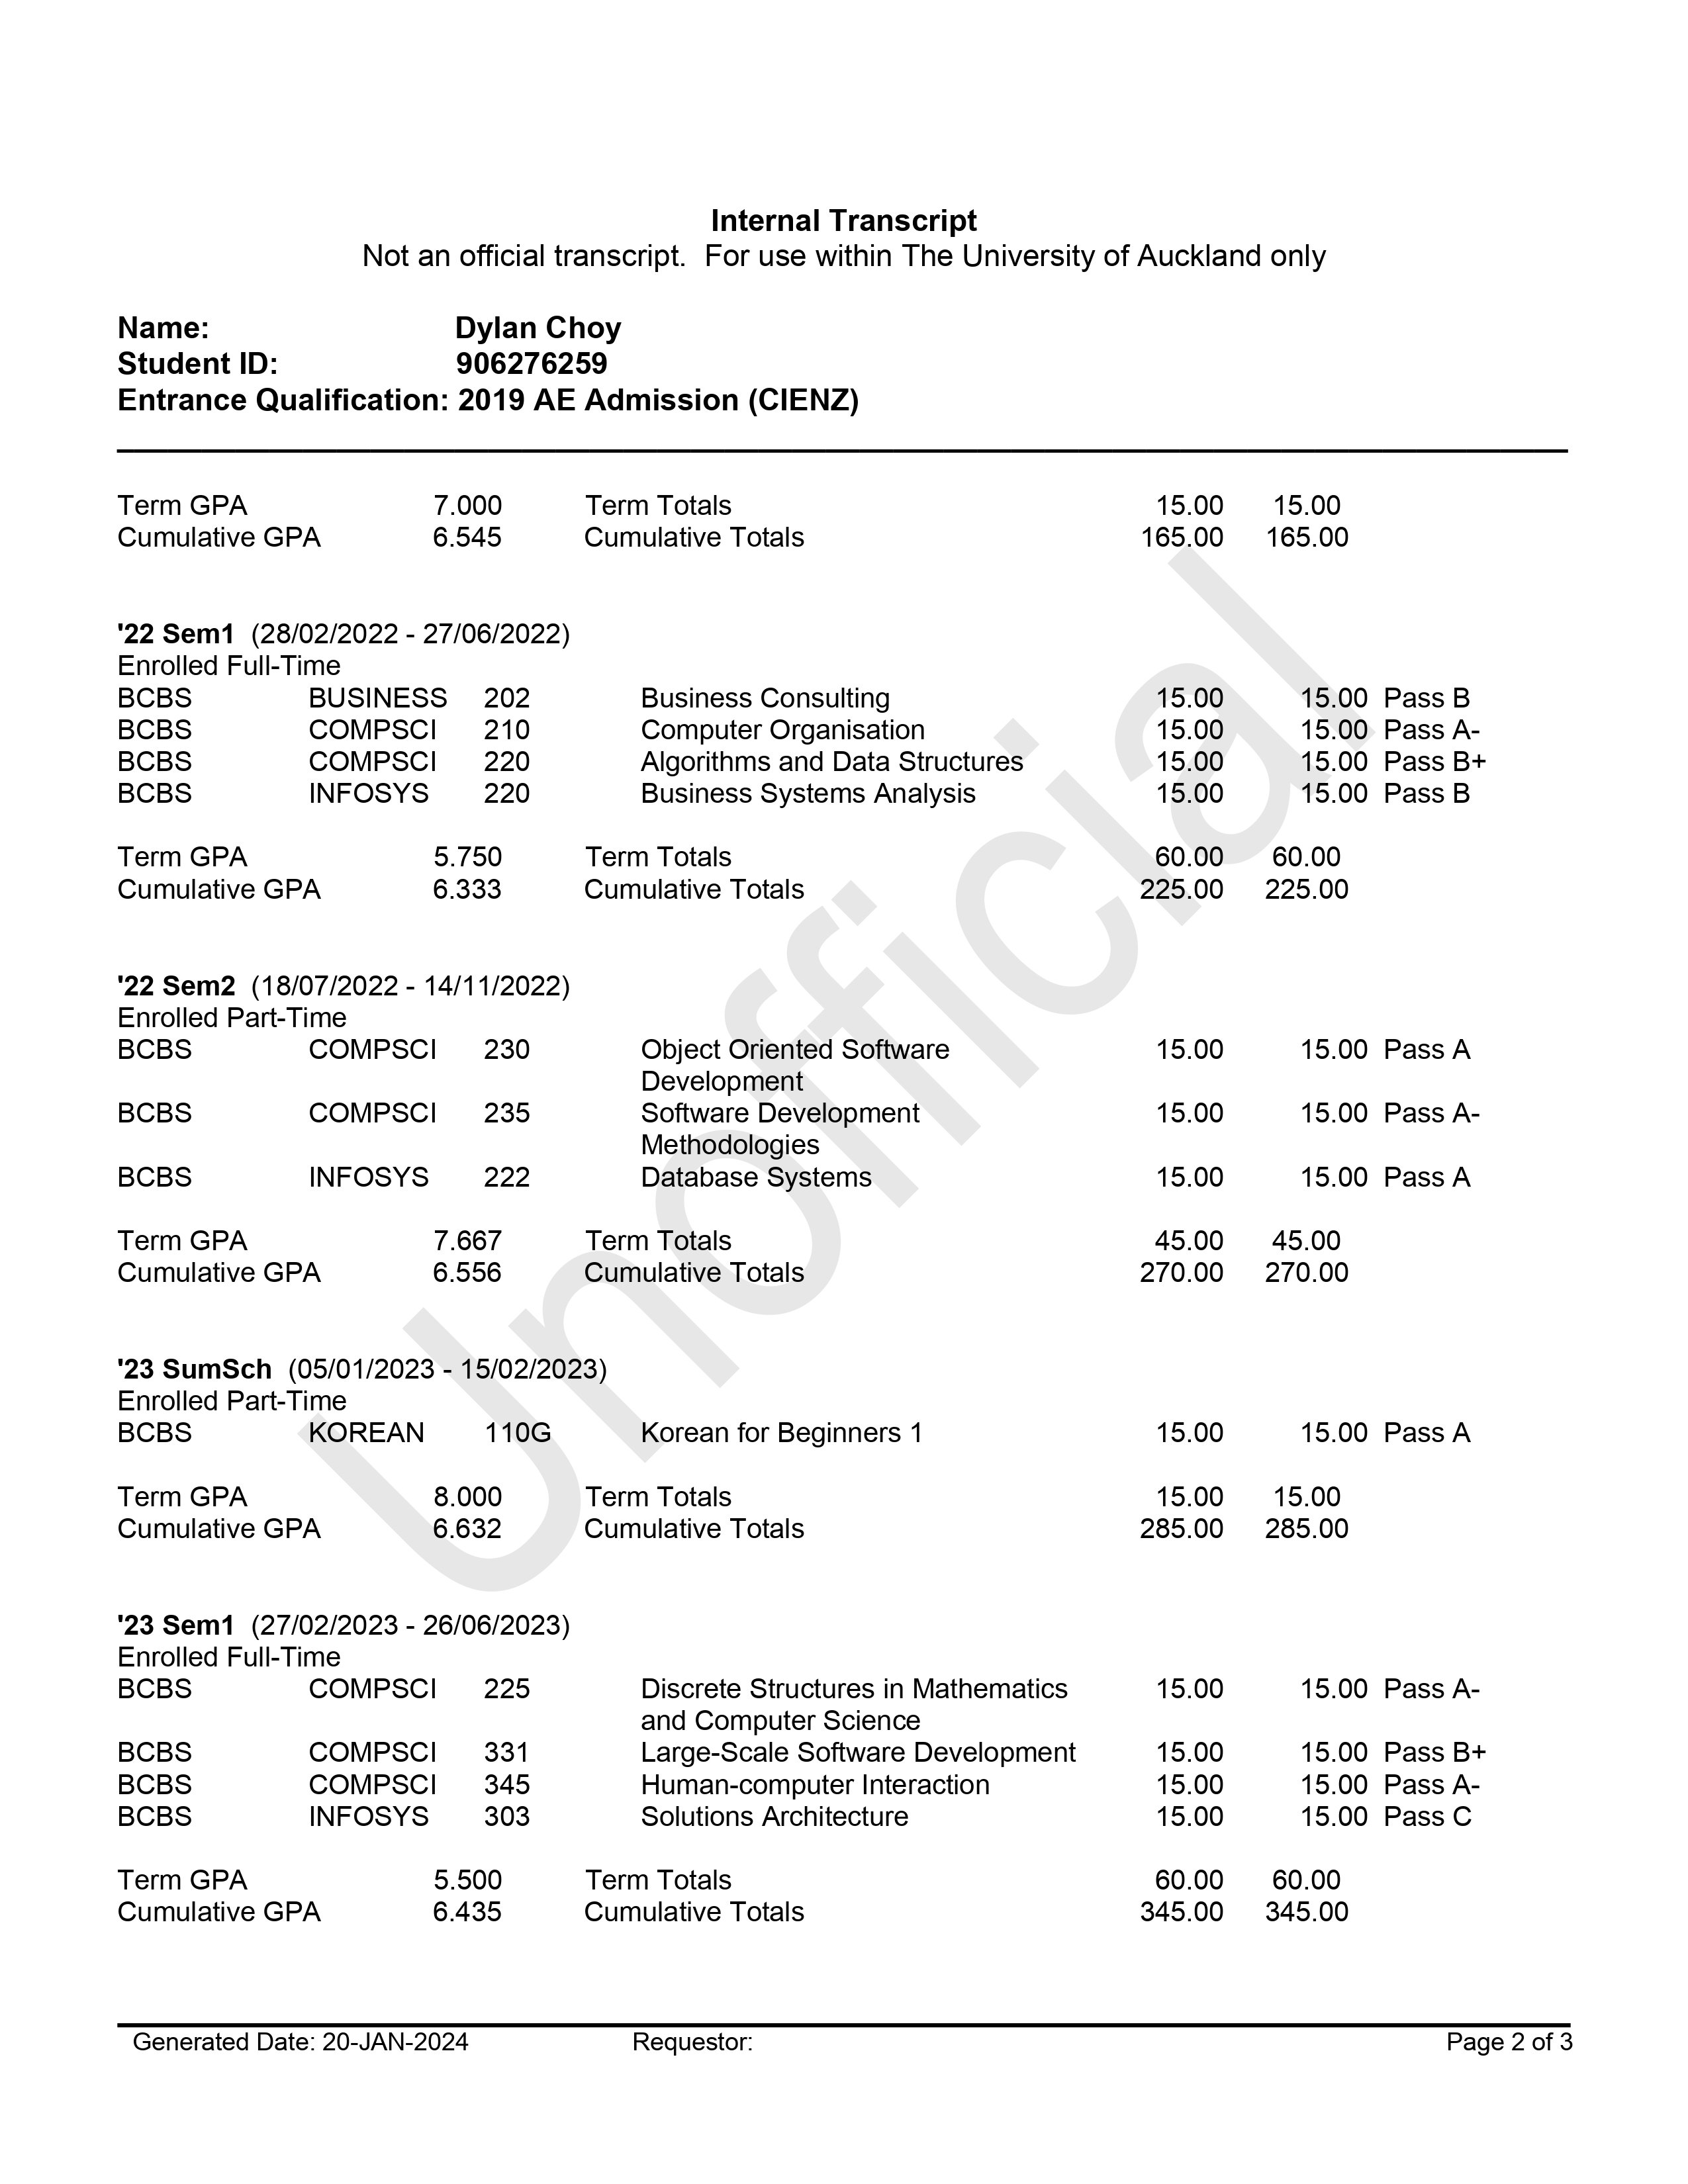 Internal Transcript
Not an official transcript. For use within The University of Auckland only
Name: Dylan Choy
Student ID: 906276259
Entrance Qualification: 2019 AE Admission (CIENZ)
Term GPA 7.000 Term Totals 15.00 15.00
Cumulative GPA 6.545 Cumulative Totals 165.00 165.00
'22 Sem1 (28/02/2022 - 27/06/2022)
Enrolled Full-Time
BCBS BUSINESS 202 Business Consulting 15.00 15.00 Pass B
BCBS COMPSCI 210 Computer Organisation 15.00 15.00 Pass A-
BCBS COMPSCI 220 Algorithms and Data Structures 15.00 15.00 Pass B+
BCBS INFOSYS 220 Business Systems Analysis 15.00 15.00 Pass B
Term GPA 5.750 Term Totals 60.00 60.00
Cumulative GPA 6.333 Cumulative Totals 225.00 225.00
'22 Sem2 (18/07/2022 - 14/11/2022)
Enrolled Part-Time
BCBS COMPSCI 230 Object Oriented Software 15.00 15.00 Pass A
Development
BCBS COMPSCI 235 Software Development 15.00 15.00 Pass A-
Methodologies
BCBS INFOSYS 222 Database Systems 15.00 15.00 Pass A
Term GPA 7.667 Term Totals 45.00 45.00
Cumulative GPA 6.556 Cumulative Totals 270.00 270.00
'23 SumSch (05/01/2023 - 15/02/2023)
Enrolled Part-Time
BCBS KOREAN 110G Korean for Beginners 1 15.00 15.00 Pass A
Term GPA 8.000 Term Totals 15.00 15.00
Cumulative GPA 6.632 Cumulative Totals 285.00 285.00
'23 Sem1 (27/02/2023 - 26/06/2023)
Enrolled Full-Time
BCBS COMPSCI 225 Discrete Structures in Mathematics 15.00 15.00 Pass A-
and Computer Science
BCBS COMPSCI 331 Large-Scale Software Development 15.00 15.00 Pass B+
BCBS COMPSCI 345 Human-computer Interaction 15.00 15.00 Pass A-
BCBS INFOSYS 303 Solutions Architecture 15.00 15.00 Pass C
Term GPA 5.500 Term Totals 60.00 60.00
Cumulative GPA 6.435 Cumulative Totals 345.00 345.00
Generated Date: 20-JAN-2024 Requestor: Page 2 of 3
Unofficial